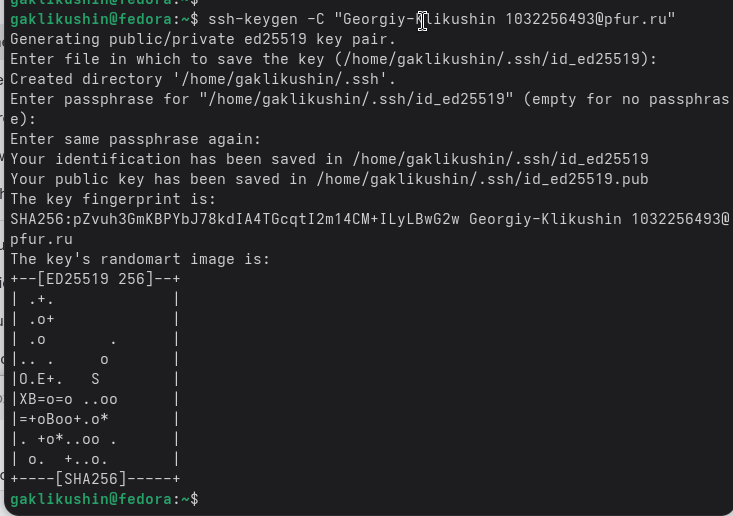 gaklikushin@fedora:~$
gaklikushin@fedora:~$ ssh-keygen -C "Georgiy-Klikushin 1032256493@pfur.ru"
Generating public/private ed25519 key pair.
Enter file in which to save the key (/home/gaklikushin/.ssh/id_ed25519):
Created directory '/home/gaklikushin/.ssh'.
Enter passphrase for "/home/gaklikushin/.ssh/id_ed25519" (empty for no passphras
e):
Enter same passphrase again:
Your identification has been saved in /home/gaklikushin/.ssh/id_ed25519
Your public key has been saved in /home/gaklikushin/.ssh/id_ed25519.pub
The key fingerprint is:
SHA256:pZvuh3GmKBPYbJ78kdIA4TGcqtI2m14CM+ILyLBwG2w Georgiy-Klikushin 1032256493@
pfur.ru
The key's randomart image is:
+--[ED25519 256]--+
| .+.             |
| .o+             |
| .o       .      |
|.. .     o       |
|O.E+.   S        |
|XB=o=o ..oo      |
|=+oBoo+.o*       |
|. +o*..oo .      |
| o.  +..o.       |
+----[SHA256]-----+
gaklikushin@fedora:~$